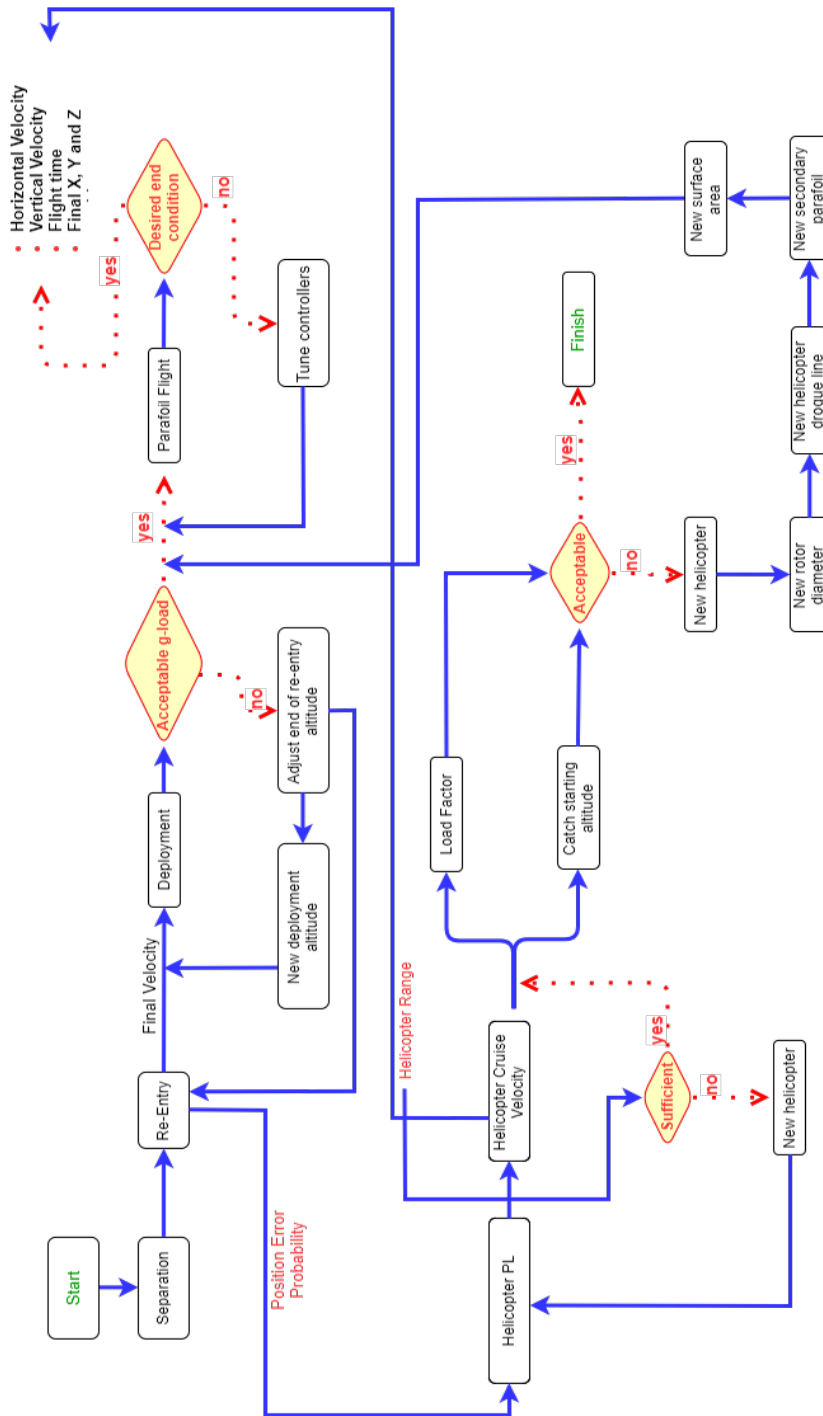 Start
Separation
Re-Entry
Final Velocity
Deployment
Acceptable g-load
yes
Parafoil Flight
Desired end
condition
yes
Horizontal Velocity
Vertical Velocity
Flight time
Final X, Y and Z
no
Tune controllers
no
Adjust end of re-entry
altitude
New deployment
altitude
Position Error
Probability
Helicopter Range
Helicopter PL
Helicopter Cruise
Velocity
Sufficient
yes
no
New helicopter
Load Factor
Catch starting
altitude
Acceptable
yes
Finish
no
New helicopter
New rotor
diameter
New helicopter
drogue line
New secondary
parafoil
New surface
area